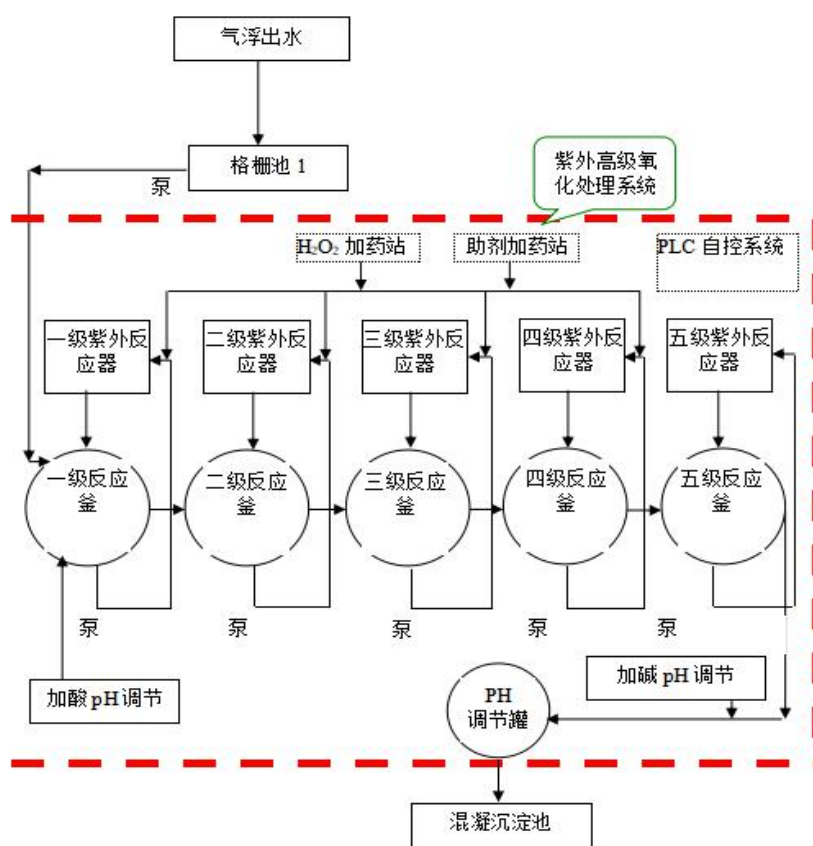 气浮出水
格栅池 1
泵
紫外高级氧
化处理系统
H₂O₂ 加药站
助剂加药站
PLC 自控系统
一级紫外反
应器
二级紫外反
应器
三级紫外反
应器
四级紫外反
应器
五级紫外反
应器
一级反应
釜
二级反应
釜
三级反应
釜
四级反应
釜
五级反应
釜
泵
泵
泵
泵
泵
加酸 pH 调节
PH
调节罐
加碱 pH 调节
混凝沉淀池